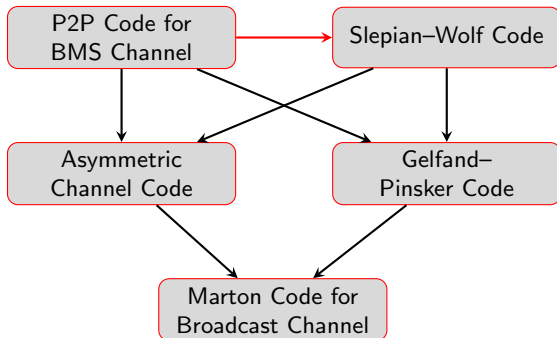 P2P Code for
BMS Channel
Slepian–Wolf Code
Asymmetric
Channel Code
Gelfand–
Pinsker Code
Marton Code for
Broadcast Channel